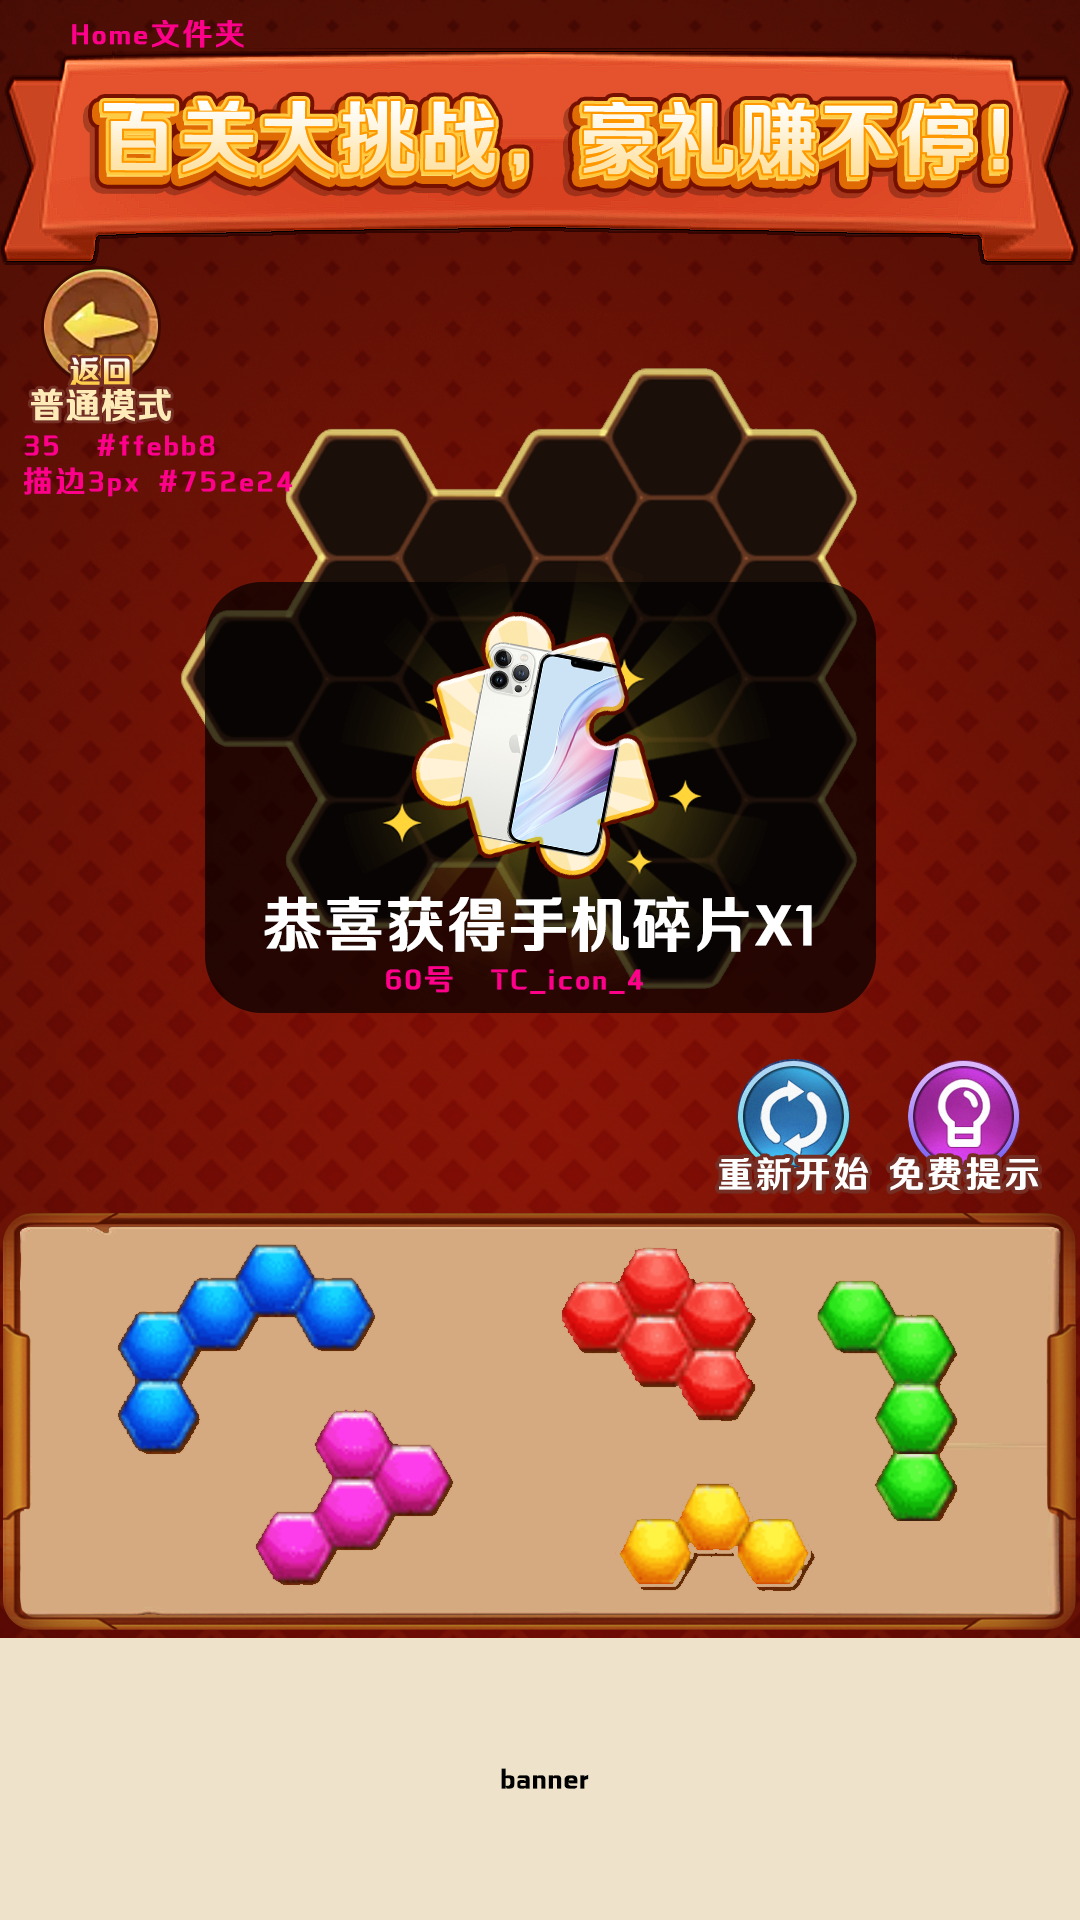 Home文件夹
百关大挑战，豪礼赚不停！
返回
普通模式
35 #ffebb8
描边3px #752e24
恭喜获得手机碎片X1
60号 TC_icon_4
重新开始 免费提示
banner